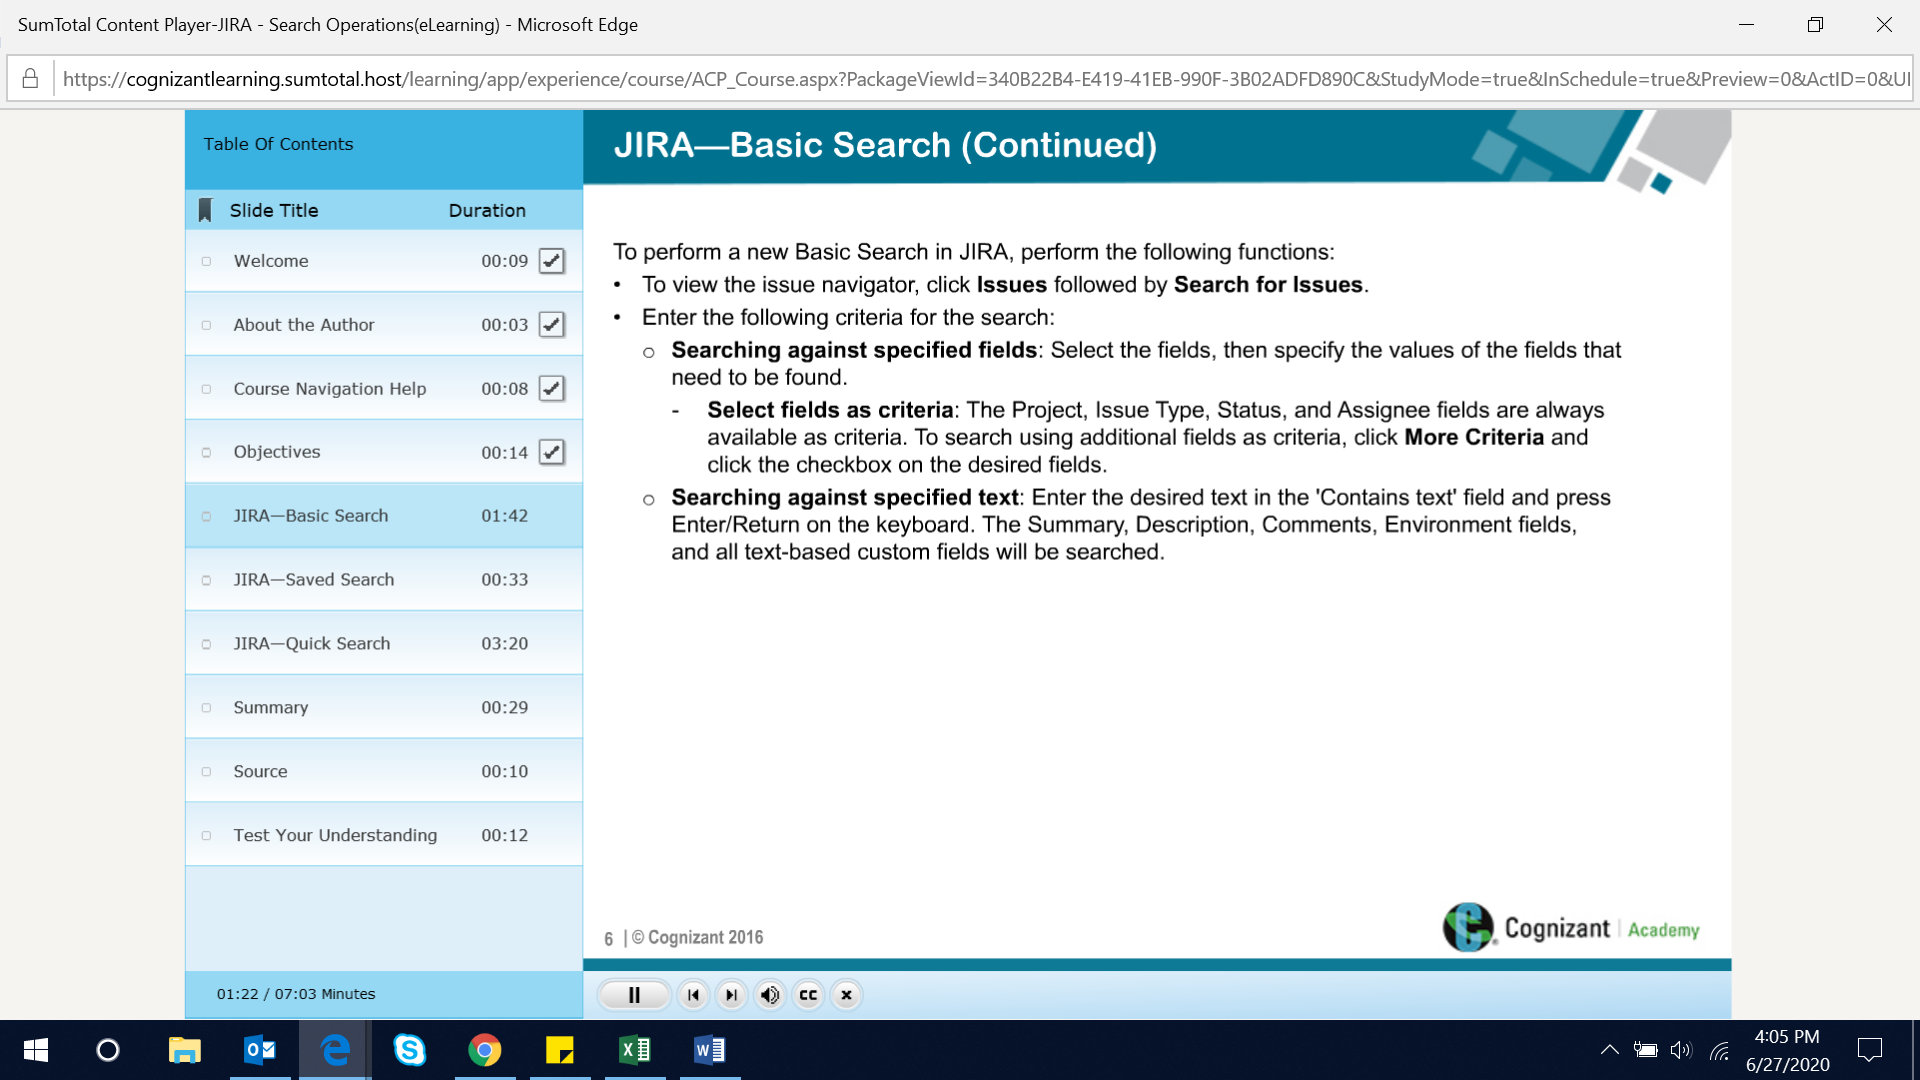 SumTotal Content Player-JIRA - Search Operations(eLearning) - Microsoft Edge
https://cognizantlearning.sumtotal.host/learning/app/experience/course/ACP_Course.aspx?PackageViewId=340B22B4-E419-41EB-990F-3B02ADFD890C&StudyMode=true&InSchedule=true&Preview=0&ActID=0&UI
Table Of Contents
Slide Title Duration
Welcome 00:09
About the Author 00:03
Course Navigation Help 00:08
Objectives 00:14
JIRA—Basic Search 01:42
JIRA—Saved Search 00:33
JIRA—Quick Search 03:20
Summary 00:29
Source 00:10
Test Your Understanding 00:12
01:22 / 07:03 Minutes
JIRA—Basic Search (Continued)
To perform a new Basic Search in JIRA, perform the following functions:
• To view the issue navigator, click Issues followed by Search for Issues.
• Enter the following criteria for the search:
o Searching against specified fields: Select the fields, then specify the values of the fields that
need to be found.
- Select fields as criteria: The Project, Issue Type, Status, and Assignee fields are always
available as criteria. To search using additional fields as criteria, click More Criteria and
click the checkbox on the desired fields.
o Searching against specified text: Enter the desired text in the 'Contains text' field and press
Enter/Return on the keyboard. The Summary, Description, Comments, Environment fields,
and all text-based custom fields will be searched.
6 | © Cognizant 2016
Cognizant | Academy
CC
4:05 PM
6/27/2020